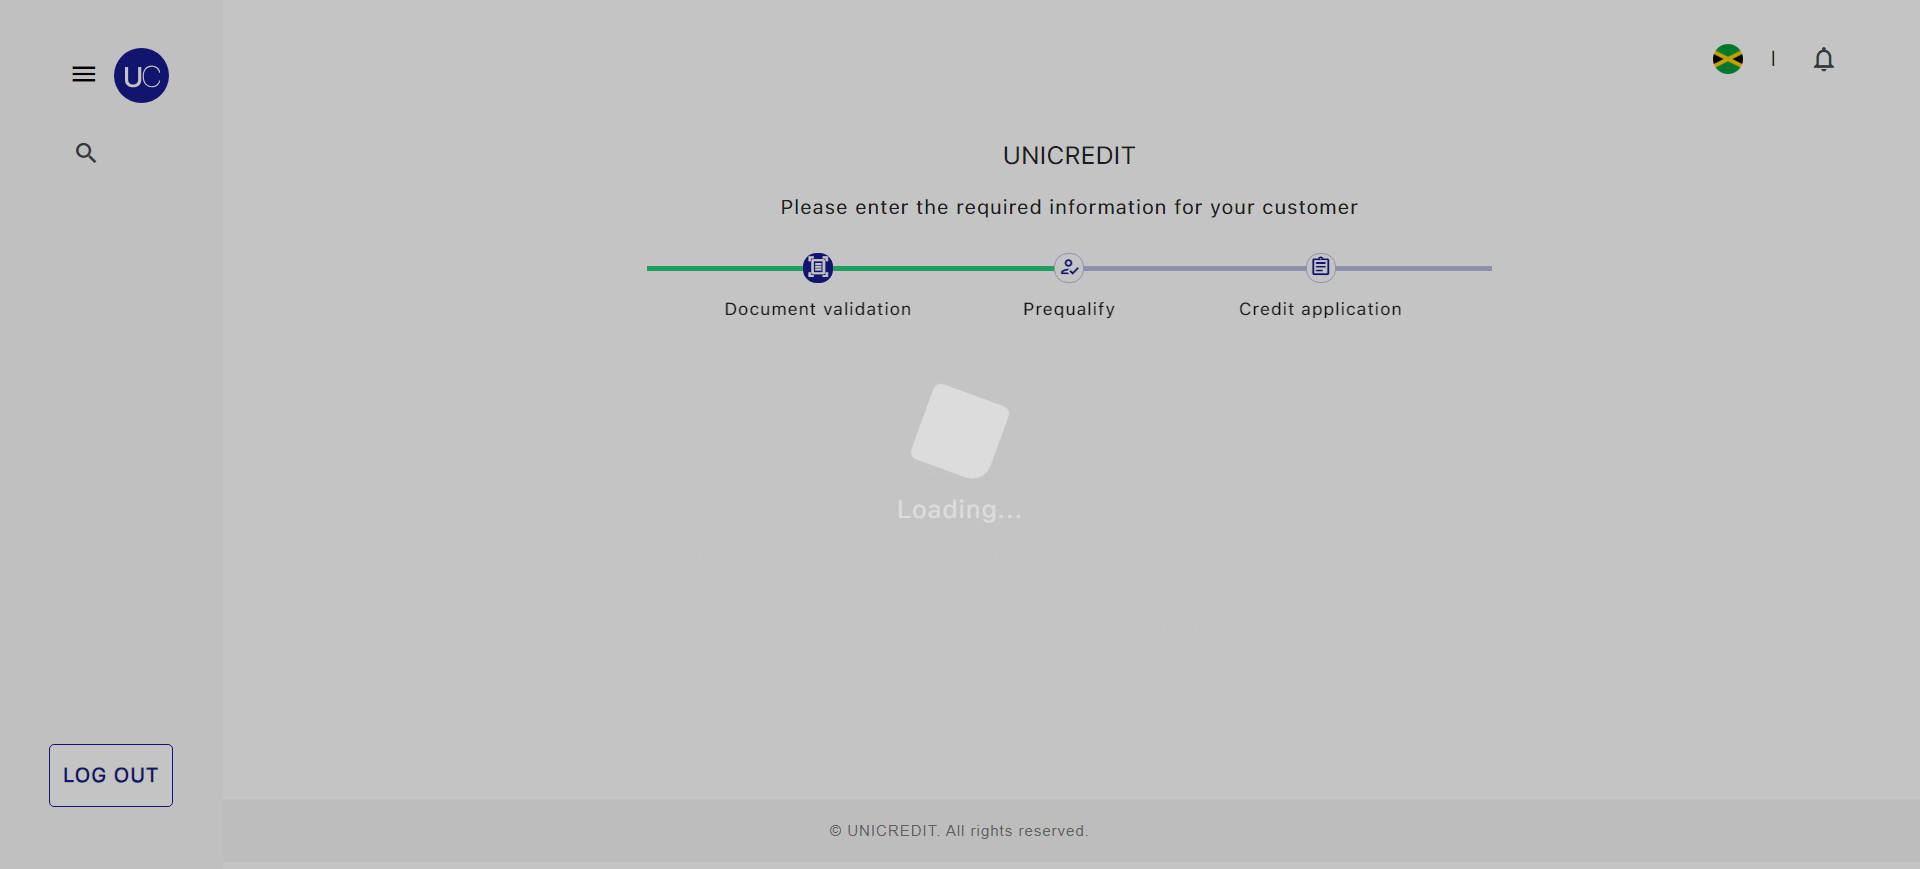 UC
UNICREDIT
Please enter the required information for your customer
Document validation
Prequalify
Credit application
Loading...
LOG OUT
© UNICREDIT. All rights reserved.